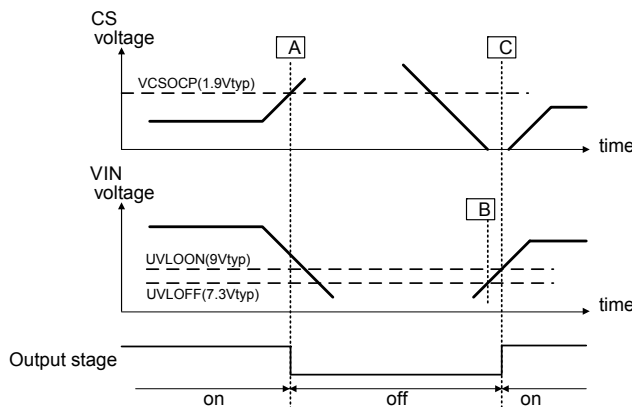 CS
voltage
A
C
VCSOCP(1.9Vtyp)
time
VIN
voltage
B
UVLOON(9Vtyp)
UVLOFF(7.3Vtyp)
time
Output stage
on
off
on